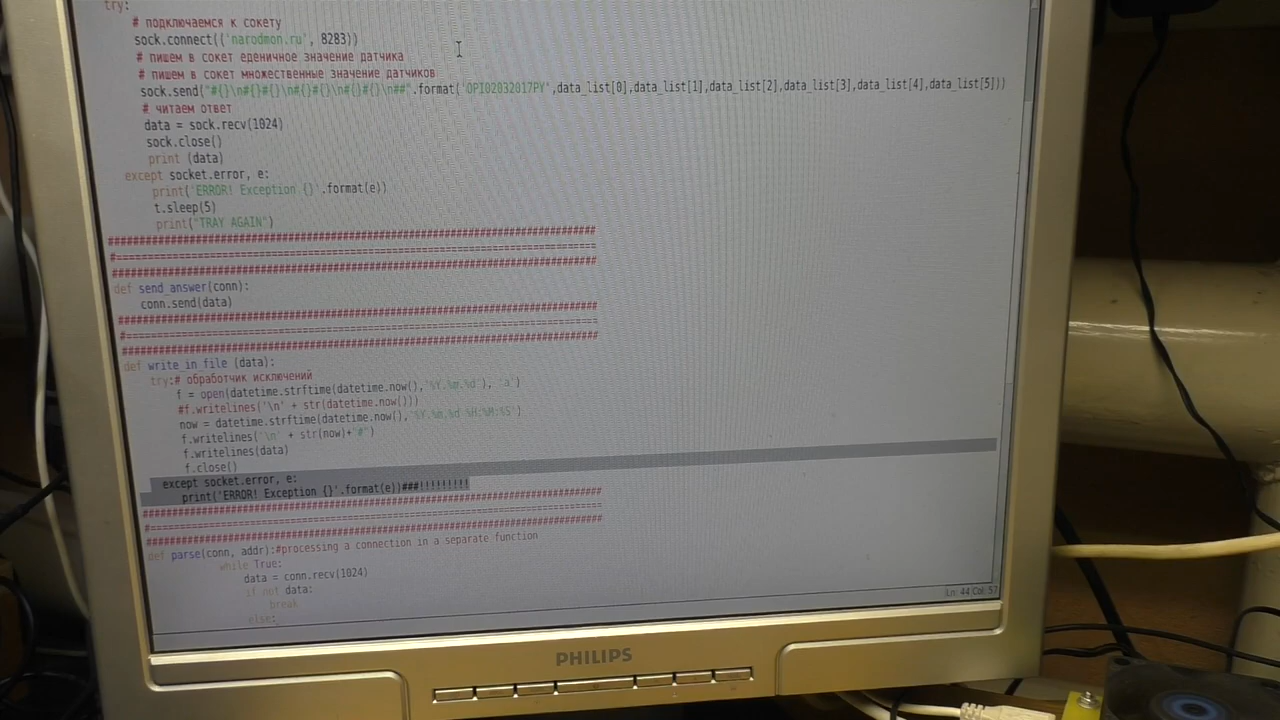 try:
# подключаемся к сокету
sock.connect(('narodmon.ru', 8283))
# пишем в сокет еденичное значение датчика
# пишем в сокет множественные значение датчиков
sock.send("#{}\n#{}#{}\n#{}#{}\n#{}#{}\n##".format('OPI02032017PY',data_list[0],data_list[1],data_list[2],data_list[3],data_list[4],data_list[5]))
# читаем ответ
data = sock.recv(1024)
sock.close()
print (data)
except socket.error, e:
print('ERROR! Exception {}'.format(e))
t.sleep(5)
print("TRAY AGAIN")
def send_answer(conn):
conn.send(data)
def write_in_file (data):
try:# обработчик исключений
f = open(datetime.strftime(datetime.now(),'%Y.%m.%d'), 'a')
#f.writelines('\n' + str(datetime.now()))
now = datetime.strftime(datetime.now(),"%Y.%m.%d %H:%M:%S")
f.writelines("\n" + str(now)+"#")
f.writelines(data)
f.close()
except socket.error, e:
print('ERROR! Exception {}'.format(e))###!!!!!!!!!
def parse(conn, addr):#processing a connection in a separate function
while True:
data = conn.recv(1024)
if not data:
break
else:
Ln: 44 Col: 57
PHILIPS